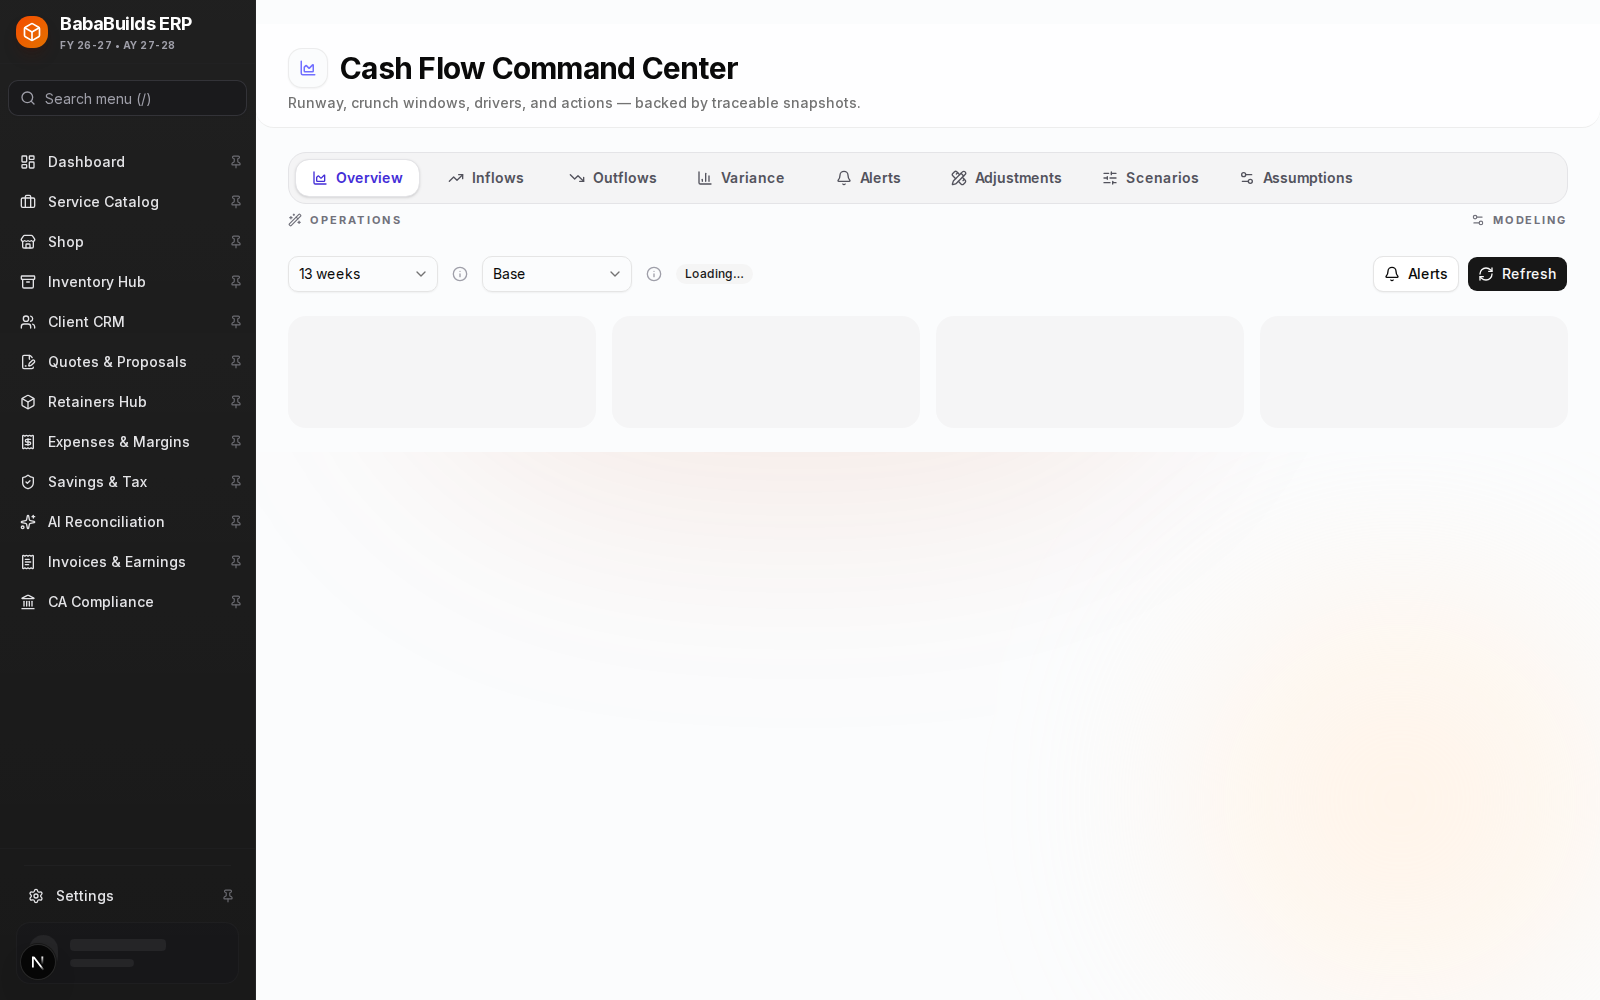 BabaBuilds ERP
FY 26-27 • AY 27-28
Search menu (/)
Dashboard
Service Catalog
Shop
Inventory Hub
Client CRM
Quotes & Proposals
Retainers Hub
Expenses & Margins
Savings & Tax
AI Reconciliation
Invoices & Earnings
CA Compliance
Settings
N
Cash Flow Command Center
Runway, crunch windows, drivers, and actions — backed by traceable snapshots.
Overview Inflows Outflows Variance Alerts Adjustments Scenarios Assumptions
OPERATIONS MODELING
13 weeks Base Loading... Alerts Refresh